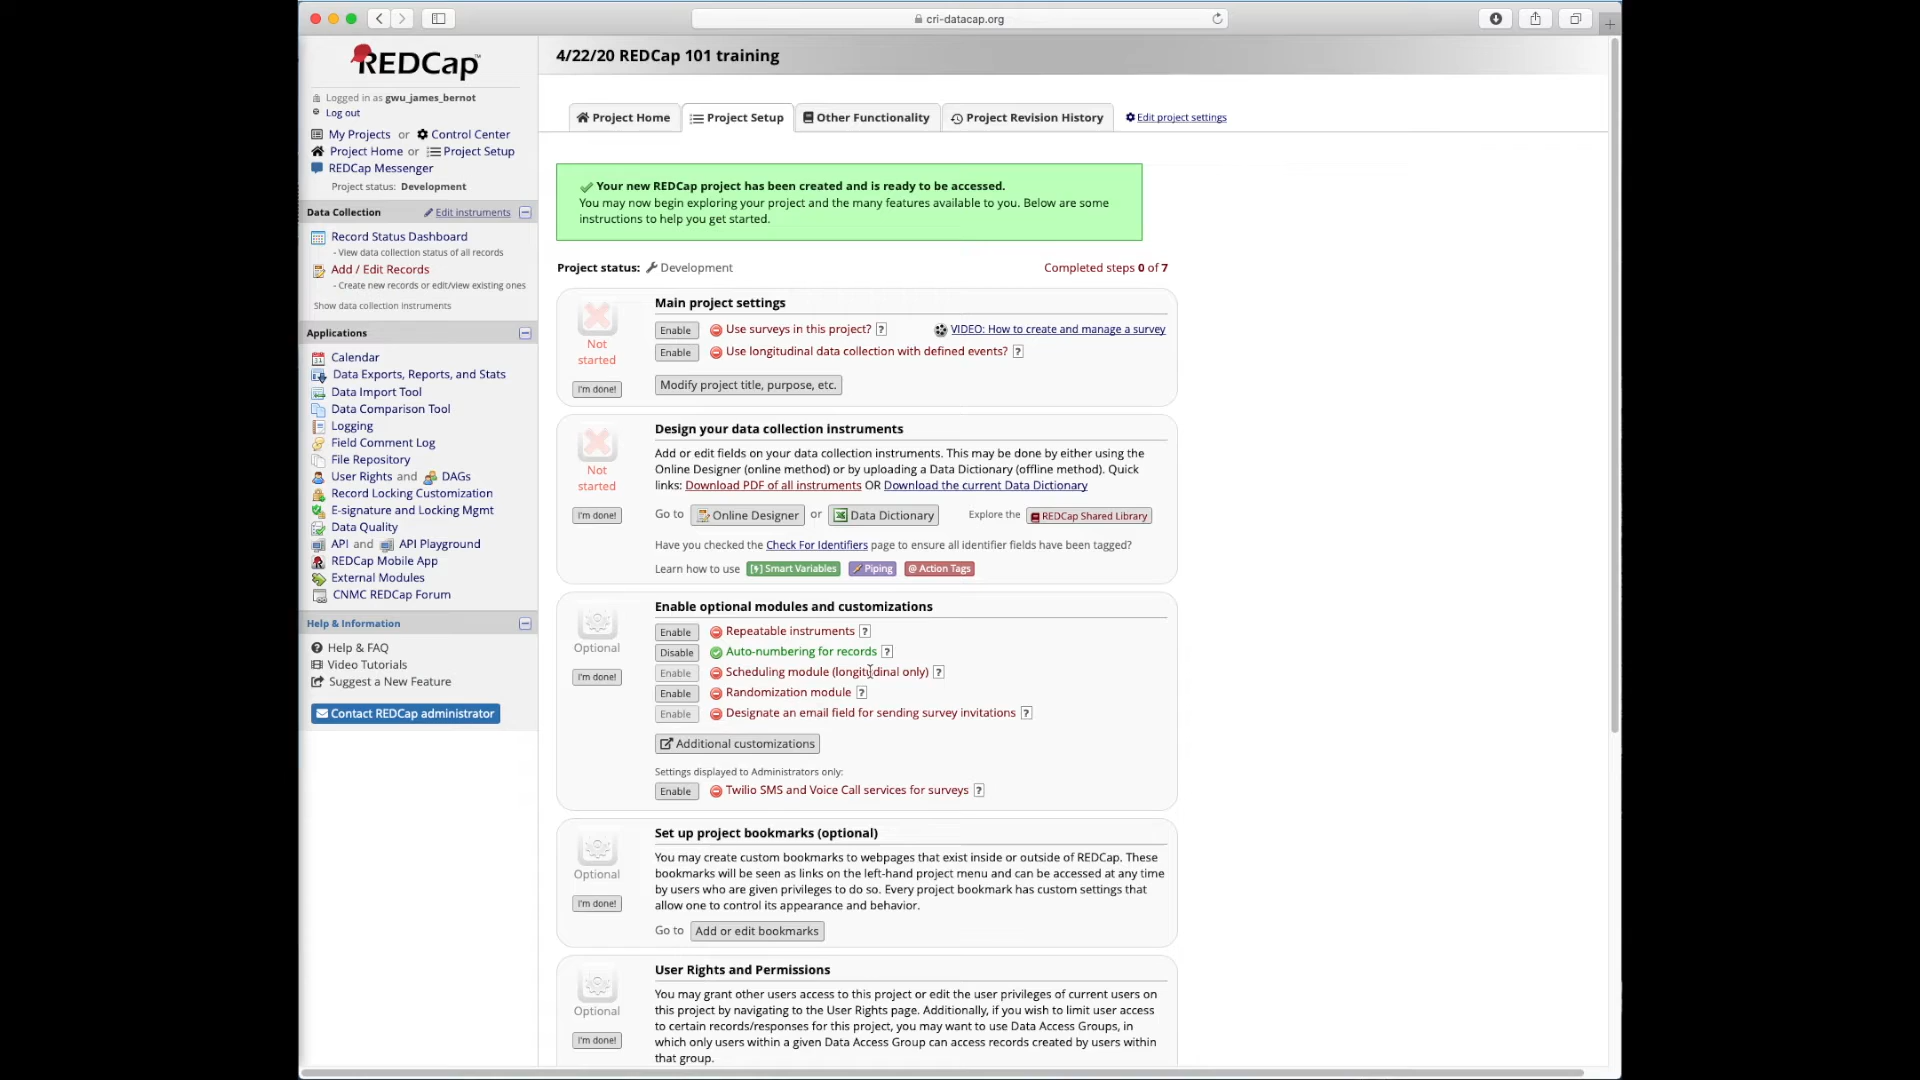 cri-datacap.org
REDCap
Logged in as gwu_james_bernot
Log out
My Projects or Control Center
Project Home or Project Setup
REDCap Messenger
Project status: Development
Data Collection Edit instruments
Record Status Dashboard
- View data collection status of all records
Add / Edit Records
- Create new records or edit/view existing ones
Show data collection instruments
Applications
Calendar
Data Exports, Reports, and Stats
Data Import Tool
Data Comparison Tool
Logging
Field Comment Log
File Repository
User Rights and DAGs
Record Locking Customization
E-signature and Locking Mgmt
Data Quality
API and API Playground
REDCap Mobile App
External Modules
CNMC REDCap Forum
Help & Information
Help & FAQ
Video Tutorials
Suggest a New Feature
Contact REDCap administrator
4/22/20 REDCap 101 training
Project Home Project Setup Other Functionality Project Revision History Edit project settings
Your new REDCap project has been created and is ready to be accessed.
You may now begin exploring your project and the many features available to you. Below are some
instructions to help you get started.
Project status: Development Completed steps 0 of 7
Main project settings
Not
started
I'm done!
Enable Use surveys in this project? ? VIDEO: How to create and manage a survey
Enable Use longitudinal data collection with defined events? ?
Modify project title, purpose, etc.
Design your data collection instruments
Not
started
I'm done!
Add or edit fields on your data collection instruments. This may be done by either using the
Online Designer (online method) or by uploading a Data Dictionary (offline method). Quick
links: Download PDF of all instruments OR Download the current Data Dictionary
Go to Online Designer or Data Dictionary Explore the REDCap Shared Library
Have you checked the Check For Identifiers page to ensure all identifier fields have been tagged?
Learn how to use Smart Variables Piping @ Action Tags
Enable optional modules and customizations
Optional
I'm done!
Enable Repeatable instruments ?
Disable Auto-numbering for records ?
Enable Scheduling module (longitudinal only) ?
Enable Randomization module ?
Enable Designate an email field for sending survey invitations ?
Additional customizations
Settings displayed to Administrators only:
Enable Twilio SMS and Voice Call services for surveys ?
Set up project bookmarks (optional)
Optional
I'm done!
You may create custom bookmarks to webpages that exist inside or outside of REDCap. These
bookmarks will be seen as links on the left-hand project menu and can be accessed at any time
by users who are given privileges to do so. Every project bookmark has custom settings that
allow one to control its appearance and behavior.
Go to Add or edit bookmarks
User Rights and Permissions
Optional
I'm done!
You may grant other users access to this project or edit the user privileges of current users on
this project by navigating to the User Rights page. Additionally, if you wish to limit user access
to certain records/responses for this project, you may want to use Data Access Groups, in
which only users within a given Data Access Group can access records created by users within
that group.